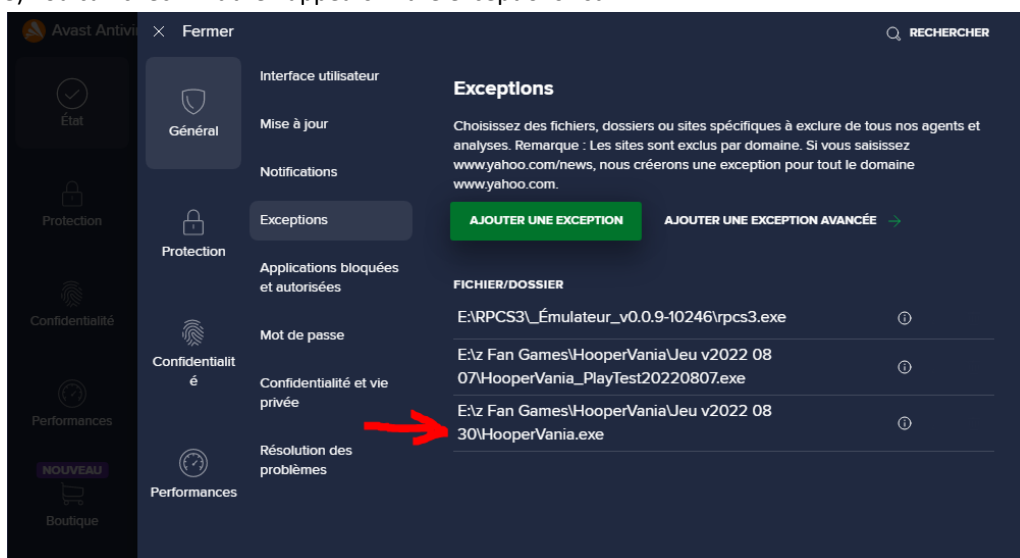 Avast Antivi
Fermer
RECHERCHER
État
Protection
Confidentialité
Performances
NOUVEAU
Boutique
Général
Protection
Confidentialit
é
Performances
Interface utilisateur
Mise à jour
Notifications
Exceptions
Applications bloquées
et autorisées
Mot de passe
Confidentialité et vie
privée
Résolution des
problèmes
Exceptions
Choisissez des fichiers, dossiers ou sites spécifiques à exclure de tous nos agents et
analyses. Remarque : Les sites sont exclus par domaine. Si vous saisissez
www.yahoo.com/news, nous créerons une exception pour tout le domaine
www.yahoo.com.
AJOUTER UNE EXCEPTION
AJOUTER UNE EXCEPTION AVANCÉE
FICHIER/DOSSIER
E:\RPCS3\_Émulateur_v0.0.9-10246\rpcs3.exe
E:\z Fan Games\HooperVania\Jeu v2022 08
07\HooperVania_PlayTest20220807.exe
E:\z Fan Games\HooperVania\Jeu v2022 08
30\HooperVania.exe